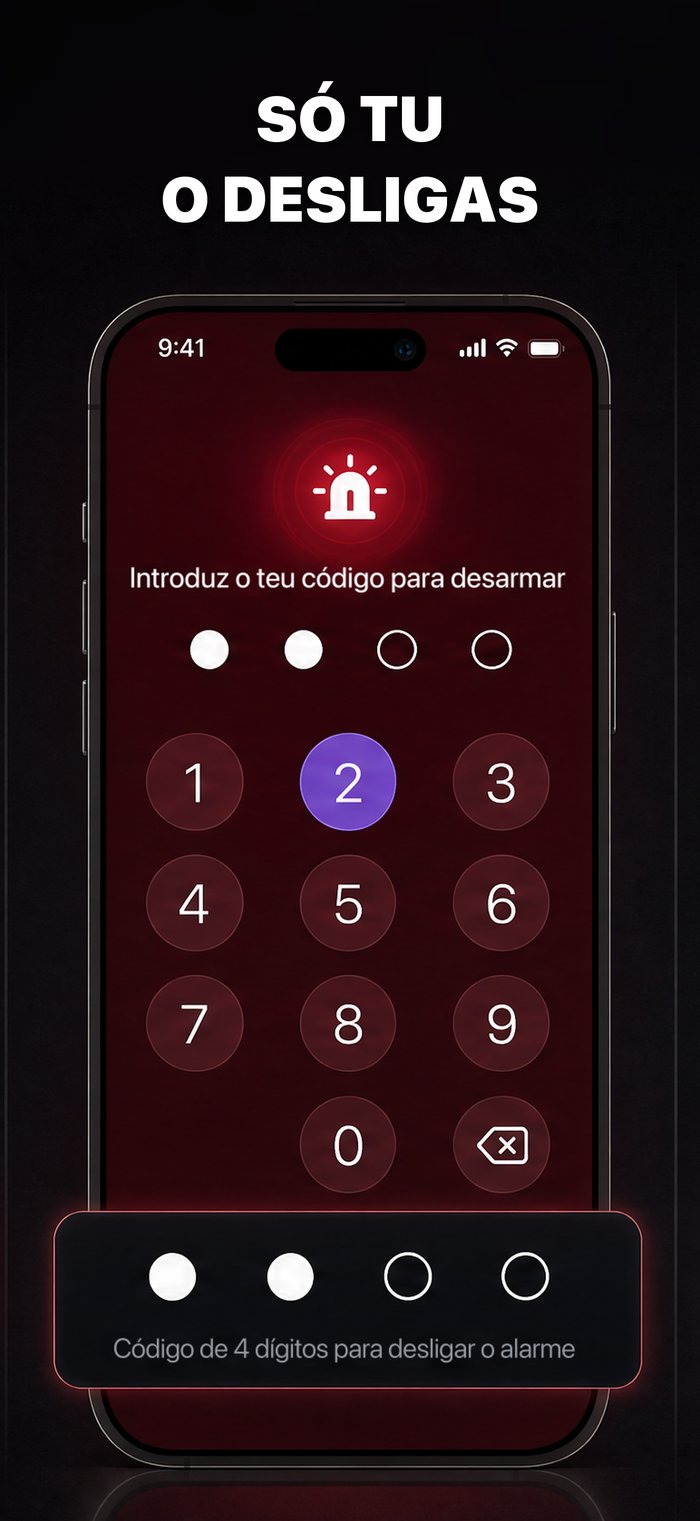 SÓ TU
O DESLIGAS
9:41
Introduz o teu código para desarmar
1 2 3
4 5 6
7 8 9
0
Código de 4 dígitos para desligar o alarme